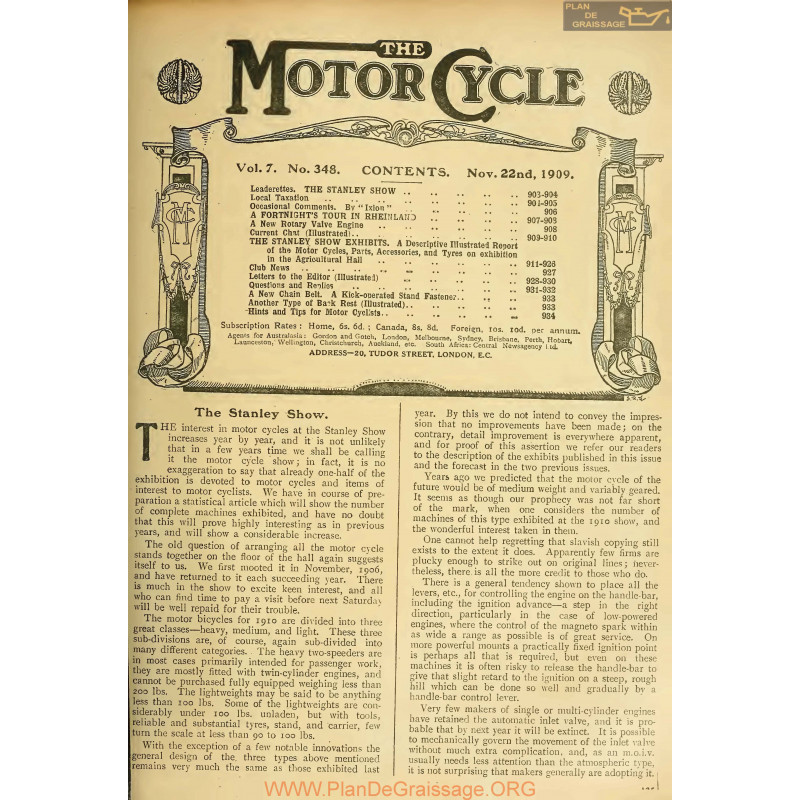 PLAN
DE
GRAISSAGE
THE
MOTOR CYCLE
Vol. 7. No. 348. CONTENTS. Nov. 22nd, 1909.
Leaderettes. THE STANLEY SHOW .. .. .. .. .. 903-904
Local Taxation .. .. .. .. .. .. 904-905
Occasional Comments. By "Ixion" .. .. .. .. 906
A FORTNIGHT'S TOUR IN RHEINLAND .. .. .. .. 907-908
A New Rotary Valve Engine .. .. .. .. .. 908
Current Chat (Illustrated).. .. .. .. .. .. 909-910
THE STANLEY SHOW EXHIBITS. A Descriptive Illustrated Report
of the Motor Cycles, Parts, Accessories, and Tyres on exhibition
in the Agricultural Hall .. .. .. .. .. 911-926
Club News .. .. .. .. .. .. .. 927
Letters to the Editor (Illustrated) .. .. .. .. 928-930
Questions and Replies .. .. .. .. .. 931-932
A New Chain Belt. A Kick-operated Stand Fastener.. .. .. 933
Another Type of Back Rest (Illustrated).. .. .. .. 933
Hints and Tips for Motor Cyclists.. .. .. .. .. 934
Subscription Rates: Home, 6s. 6d.; Canada, 8s. 8d. Foreign, 10s. 10d. per annum.
Agents for Australasia: Gordon and Gotch, London, Melbourne, Sydney, Brisbane, Perth, Hobart,
Launceston, Wellington, Christchurch, Auckland, etc. South Africa: Central Newsagency Ltd.
ADDRESS—20, TUDOR STREET, LONDON, E.C.
The Stanley Show.
THE interest in motor cycles at the Stanley Show
increases year by year, and it is not unlikely
that in a few years time we shall be calling
it the motor cycle show; in fact, it is no
exaggeration to say that already one-half of the
exhibition is devoted to motor cycles and items of
interest to motor cyclists. We have in course of pre-
paration a statistical article which will show the number
of complete machines exhibited, and have no doubt
that this will prove highly interesting as in previous
years, and will show a considerable increase.
The old question of arranging all the motor cycle
stands together on the floor of the hall again suggests
itself to us. We first mooted it in November, 1906,
and have returned to it each succeeding year. There
is much in the show to excite keen interest, and all
who can find time to pay a visit before next Saturday
will be well repaid for their trouble.
The motor bicycles for 1910 are divided into three
great classes—heavy, medium, and light. These three
sub-divisions are, of course, again sub-divided into
many different categories. The heavy two-speeders are
in most cases primarily intended for passenger work,
they are mostly fitted with twin-cylinder engines, and
cannot be purchased fully equipped weighing less than
200 lbs. The lightweights may be said to be anything
less than 100 lbs. Some of the lightweights are con-
siderably under 100 lbs. unladen, but with tools,
reliable and substantial tyres, stand, and carrier, few
turn the scale at less than 90 to 100 lbs.
With the exception of a few notable innovations the
general design of the three types above mentioned
remains very much the same as those exhibited last
year. By this we do not intend to convey the impres-
sion that no improvements have been made; on the
contrary, detail improvement is everywhere apparent,
and for proof of this assertion we refer our readers
to the description of the exhibits published in this issue
and the forecast in the two previous issues.
Years ago we predicted that the motor cycle of the
future would be of medium weight and variably geared.
It seems as though our prophecy was not far short
of the mark, when one considers the number of
machines of this type exhibited at the 1910 show, and
the wonderful interest taken in them.
One cannot help regretting that slavish copying still
exists to the extent it does. Apparently few firms are
plucky enough to strike out on original lines; never-
theless, there is all the more credit to those who do.
There is a general tendency shown to place all the
levers, etc., for controlling the engine on the handle-bar,
including the ignition advance—a step in the right
direction, particularly in the case of low-powered
engines, where the control of the magneto spark within
as wide a range as possible is of great service. On
more powerful mounts a practically fixed ignition point
is perhaps all that is required, but even on these
machines it is often risky to release the handle-bar to
give that slight retard to the ignition on a steep, rough
hill which can be done so well and gradually by a
handle-bar control lever.
Very few makers of single or multi-cylinder engines
have retained the automatic inlet valve, and it is pro-
bable that by next year it will be extinct. It is possible
to mechanically govern the movement of the inlet valve
without much extra complication, and, as an m.o.i.v.
usually needs less attention than the atmospheric type,
it is not surprising that makers generally are adopting it.
www.PlanDeGraissage.ORG